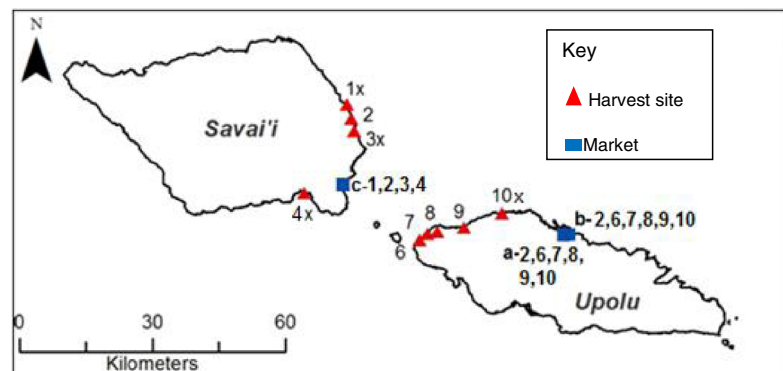 N
Key
Harvest site
Market
1x
2
3x
Savai'i
c-1,2,3,4
4x
10x
7 8 9
b- 2,6,7,8,9,10
6
a-2,6,7,8,
9,10
Upolu
0 30 60
Kilometers